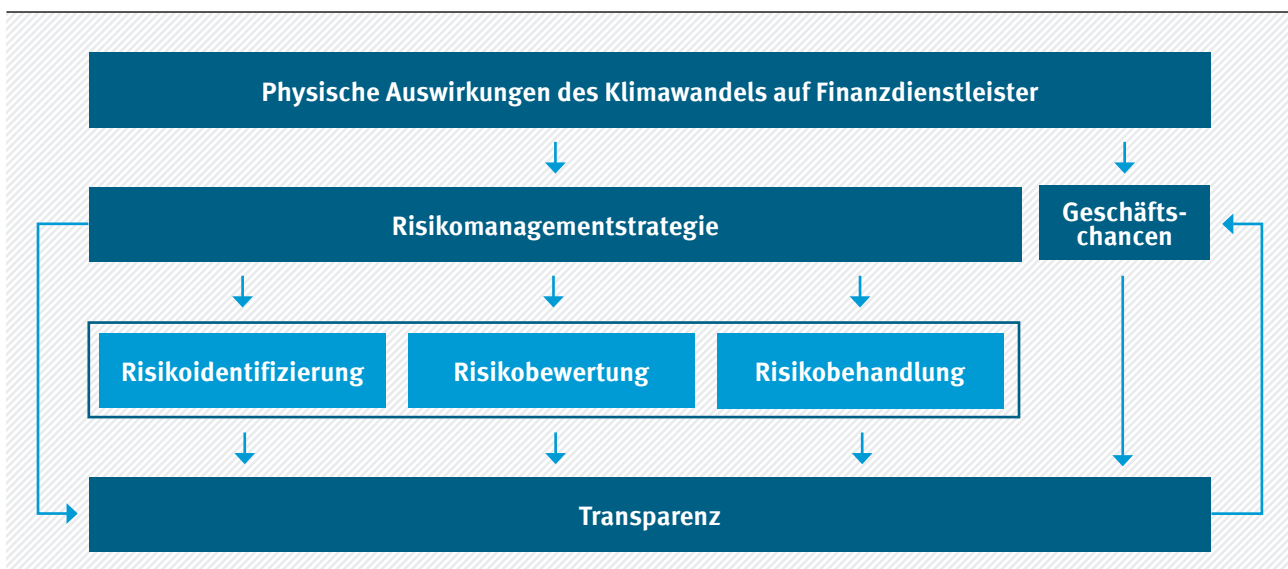 Physische Auswirkungen des Klimawandels auf Finanzdienstleister
Risikomanagementstrategie
Geschäfts-
chancen
Risikoidentifizierung
Risikobewertung
Risikobehandlung
Transparenz